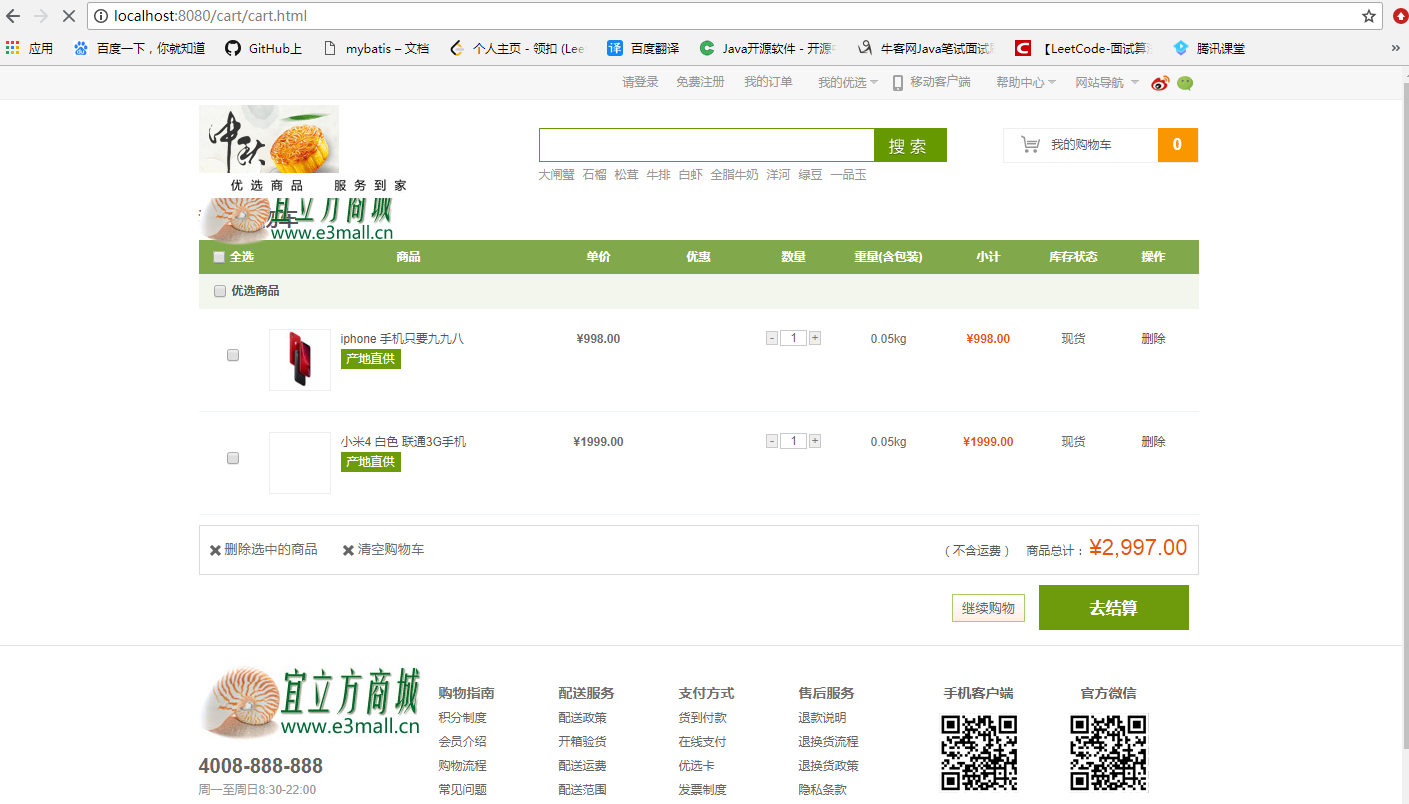 localhost:8080/cart/cart.html
应用 百度一下，你就知道 GitHub上 mybatis – 文档 个人主页 - 领扣 (Lee 百度翻译 Java开源软件 - 开源 牛客网Java笔试面试 【LeetCode-面试算 腾讯课堂 »
请登录 免费注册 我的订单 我的优选 移动客户端 帮助中心 网站导航
中秋
搜 索
我的购物车 0
大闸蟹 石榴 松茸 牛排 白虾 全脂牛奶 洋河 绿豆 一品玉
优选商品 服务到家
宜立方商城
www.e3mall.cn
全选 商品 单价 优惠 数量 重量(含包装) 小计 库存状态 操作
优选商品
iphone 手机只要九九八 ¥998.00 - 1 + 0.05kg ¥998.00 现货 删除
产地直供
小米4 白色 联通3G手机 ¥1999.00 - 1 + 0.05kg ¥1999.00 现货 删除
产地直供
删除选中的商品 清空购物车 （不含运费） 商品总计： ¥2,997.00
继续购物 去结算
宜立方商城
www.e3mall.cn
4008-888-888
周一至周日8:30-22:00
购物指南
积分制度
会员介绍
购物流程
常见问题
配送服务
配送政策
开箱验货
配送运费
配送范围
支付方式
货到付款
在线支付
优选卡
发票制度
售后服务
退款说明
退换货流程
退换货政策
隐私条款
手机客户端
官方微信